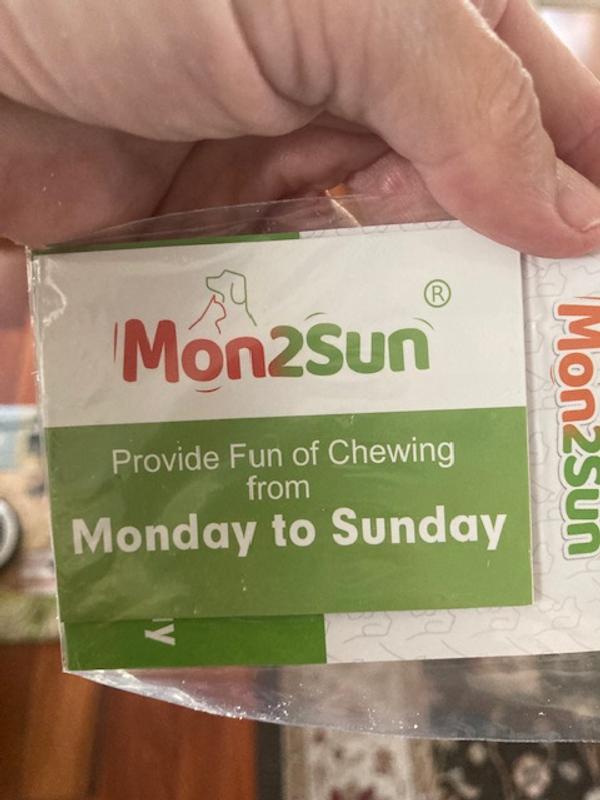 Mon2Sun®
Provide Fun of Chewing
from
Monday to Sunday
Y
Mon2Sun